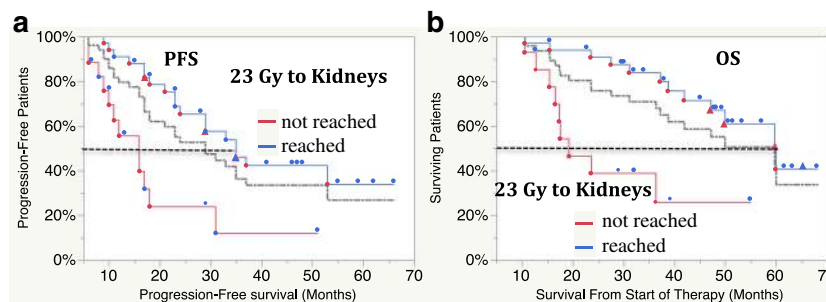 a
PFS
23 Gy to Kidneys
not reached
reached
Progression-Free Patients
100%
80%
60%
40%
20%
0%
10 20 30 40 50 60 70
Progression-Free survival (Months)
b
OS
23 Gy to Kidneys
not reached
reached
Surviving Patients
100%
80%
60%
40%
20%
0%
10 20 30 40 50 60 70
Survival From Start of Therapy (Months)